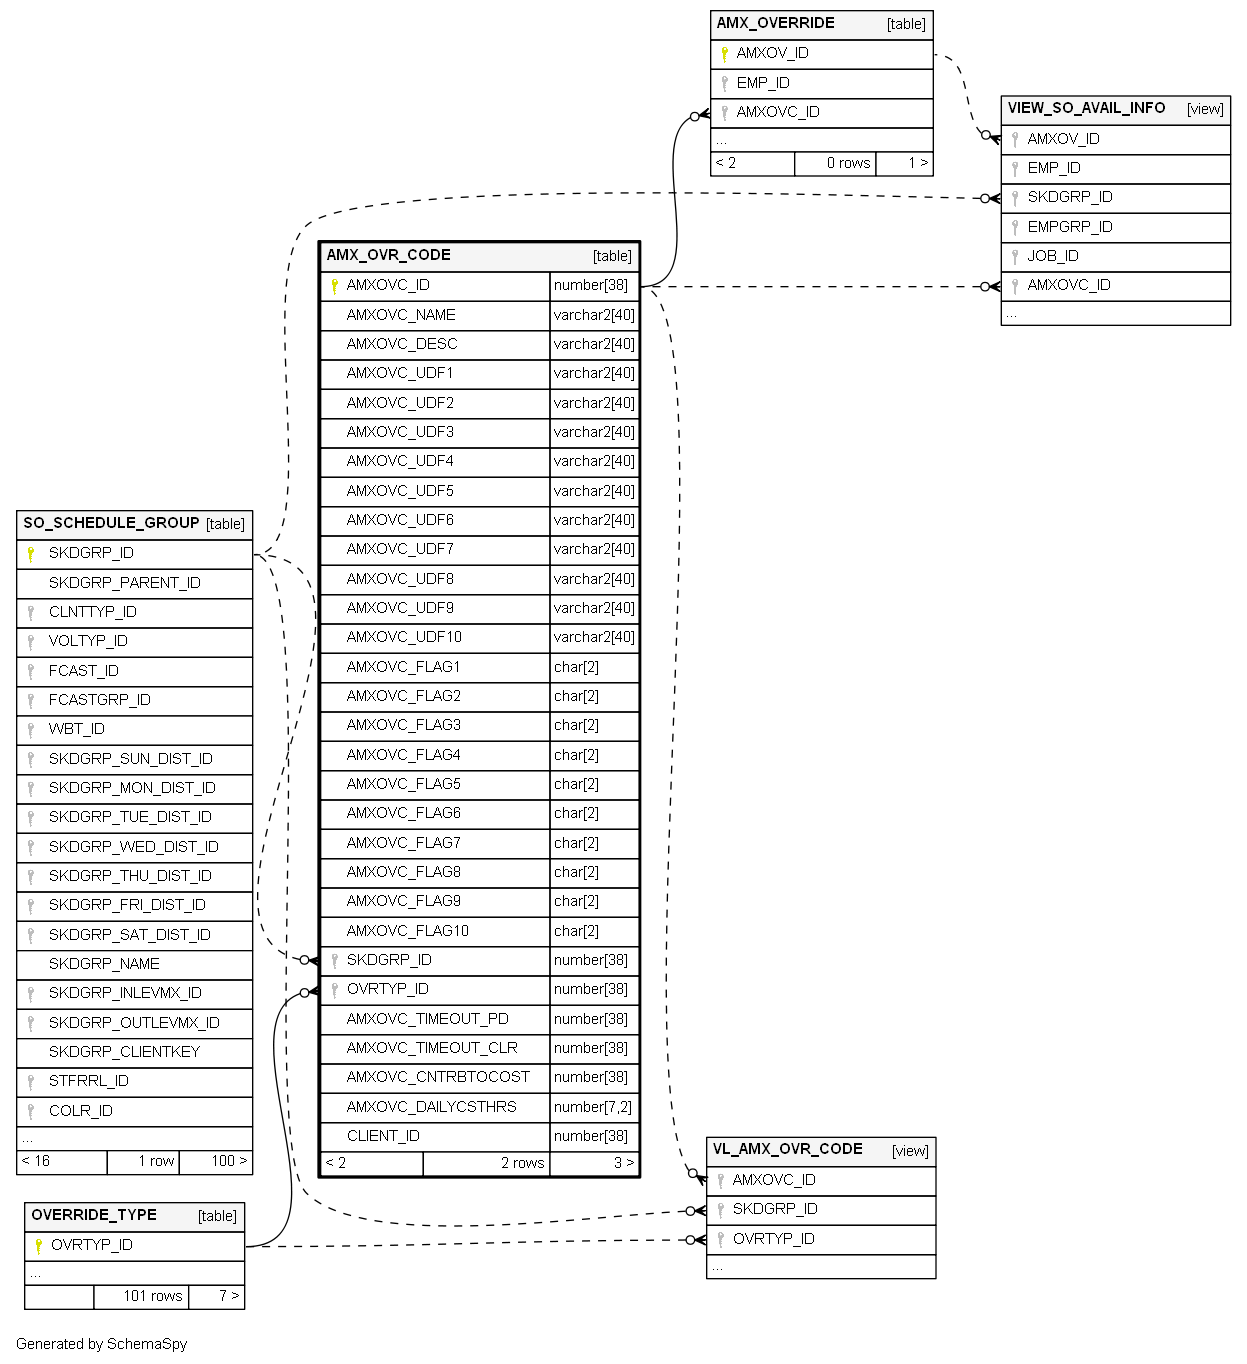 AMX_OVERRIDE [table]
AMXOV_ID
EMP_ID
AMXOVC_ID
...
< 2 0 rows 1 >
VIEW_SO_AVAIL_INFO [view]
AMXOV_ID
EMP_ID
SKDGRP_ID
EMPGRP_ID
JOB_ID
AMXOVC_ID
...
AMX_OVR_CODE [table]
AMXOVC_ID number[38]
AMXOVC_NAME varchar2[40]
AMXOVC_DESC varchar2[40]
AMXOVC_UDF1 varchar2[40]
AMXOVC_UDF2 varchar2[40]
AMXOVC_UDF3 varchar2[40]
AMXOVC_UDF4 varchar2[40]
AMXOVC_UDF5 varchar2[40]
AMXOVC_UDF6 varchar2[40]
AMXOVC_UDF7 varchar2[40]
AMXOVC_UDF8 varchar2[40]
AMXOVC_UDF9 varchar2[40]
AMXOVC_UDF10 varchar2[40]
AMXOVC_FLAG1 char[2]
AMXOVC_FLAG2 char[2]
AMXOVC_FLAG3 char[2]
AMXOVC_FLAG4 char[2]
AMXOVC_FLAG5 char[2]
AMXOVC_FLAG6 char[2]
AMXOVC_FLAG7 char[2]
AMXOVC_FLAG8 char[2]
AMXOVC_FLAG9 char[2]
AMXOVC_FLAG10 char[2]
SKDGRP_ID number[38]
OVRTYP_ID number[38]
AMXOVC_TIMEOUT_PD number[38]
AMXOVC_TIMEOUT_CLR number[38]
AMXOVC_CNTRBTOCOST number[38]
AMXOVC_DAILYCSTHRS number[7,2]
CLIENT_ID number[38]
< 2 2 rows 3 >
SO_SCHEDULE_GROUP [table]
SKDGRP_ID
SKDGRP_PARENT_ID
CLNTTYP_ID
VOLTYP_ID
FCAST_ID
FCASTGRP_ID
WBT_ID
SKDGRP_SUN_DIST_ID
SKDGRP_MON_DIST_ID
SKDGRP_TUE_DIST_ID
SKDGRP_WED_DIST_ID
SKDGRP_THU_DIST_ID
SKDGRP_FRI_DIST_ID
SKDGRP_SAT_DIST_ID
SKDGRP_NAME
SKDGRP_INLEVMX_ID
SKDGRP_OUTLEVMX_ID
SKDGRP_CLIENTKEY
STFRRL_ID
COLR_ID
...
< 16 1 row 100 >
VL_AMX_OVR_CODE [view]
AMXOVC_ID
SKDGRP_ID
OVRTYP_ID
...
OVERRIDE_TYPE [table]
OVRTYP_ID
...
101 rows 7 >
Generated by SchemaSpy